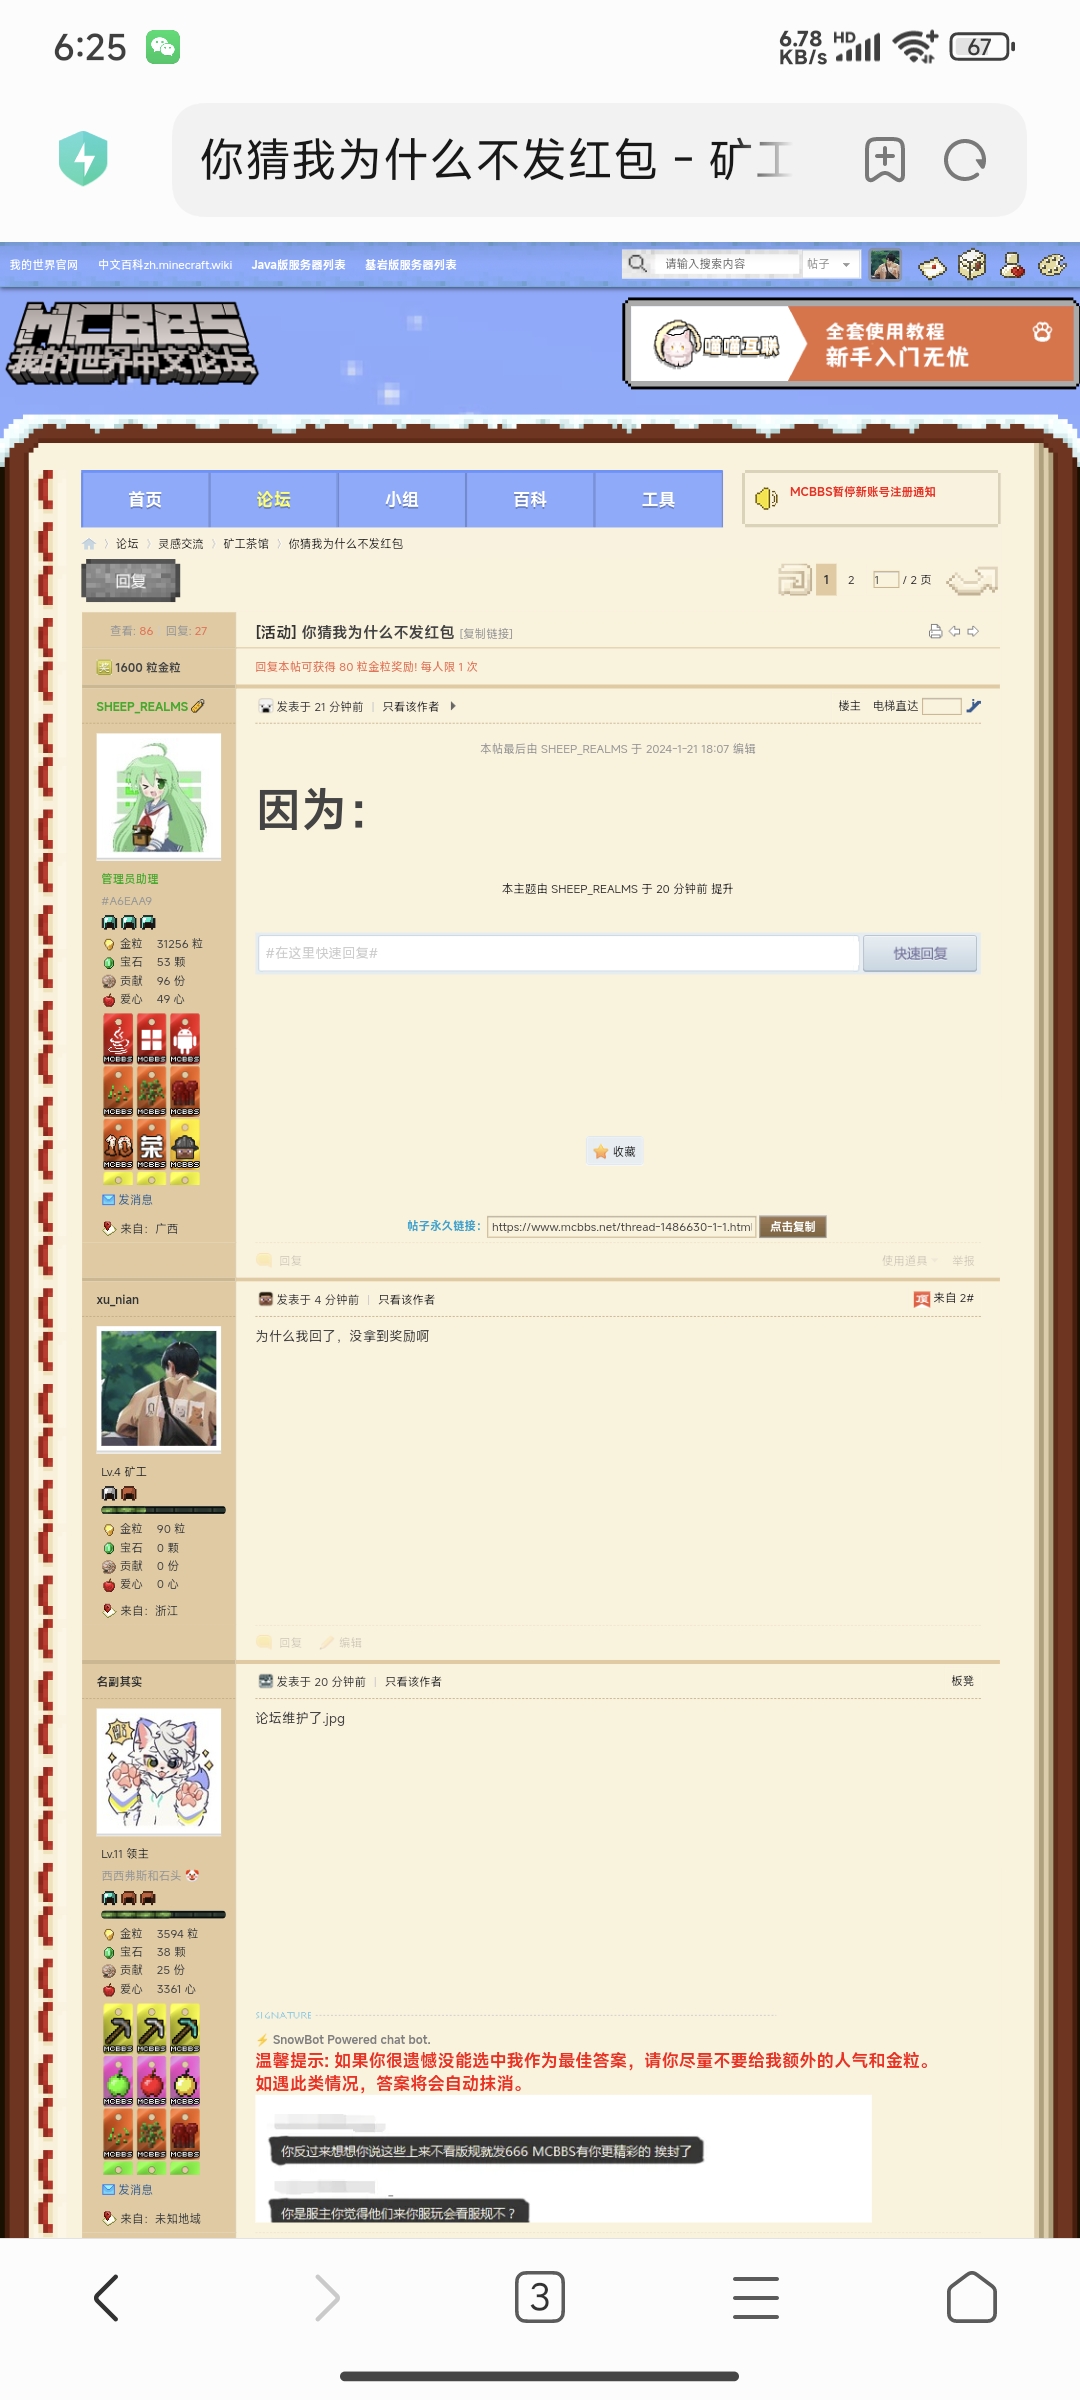 6:25
6.78 KB/s HD 67
你猜我为什么不发红包 - 矿工
我的世界官网 中文百科zh.minecraft.wiki Java版服务器列表 基岩版服务器列表 请输入搜索内容 帖子
MCBBS
我的世界中文论坛
喵喵互联 全套使用教程
新手入门无忧
首页 论坛 小组 百科 工具
MCBBS暂停新账号注册通知
论坛 灵感交流 矿工茶馆 你猜我为什么不发红包
回复 1 2 1 / 2 页
查看: 86 回复: 27 [活动] 你猜我为什么不发红包 [复制链接]
1600 粒金粒 回复本帖可获得 80 粒金粒奖励! 每人限 1 次
SHEEP_REALMS 发表于 21 分钟前 | 只看该作者 楼主 电梯直达
本帖最后由 SHEEP_REALMS 于 2024-1-21 18:07 编辑
因为：
管理员助理
本主题由 SHEEP_REALMS 于 20 分钟前 提升
#A6EAA9
金粒 31256 粒
#在这里快速回复# 快速回复
宝石 53 颗
贡献 96 份
爱心 49 心
MCBBS MCBBS MCBBS
MCBBS MCBBS MCBBS
10 荣
MCBBS MCBBS MCBBS
收藏
发消息
来自：广西
帖子永久链接： https://www.mcbbs.net/thread-1486630-1-1.html 点击复制
回复 使用道具 举报
xu_nian 发表于 4 分钟前 | 只看该作者 顶 来自 2#
为什么我回了，没拿到奖励啊
Lv.4 矿工
金粒 90 粒
宝石 0 颗
贡献 0 份
爱心 0 心
来自：浙江
回复 编辑
名副其实 发表于 20 分钟前 | 只看该作者 板凳
论坛维护了.jpg
Lv.11 领主
西西弗斯和石头
金粒 3594 粒
宝石 38 颗
贡献 25 份
爱心 3361 心
MCBBS MCBBS MCBBS
MCBBS MCBBS MCBBS
MCBBS MCBBS MCBBS
SIGNATURE
SnowBot Powered chat bot.
温馨提示: 如果你很遗憾没能选中我作为最佳答案，请你尽量不要给我额外的人气和金粒。
如遇此类情况，答案将会自动抹消。
你反过来想想你说这些上来不看版规就发666 MCBBS有你更精彩的 挨封了
发消息
你是服主你觉得他们来你服玩会看服规不？
来自：未知地域
3